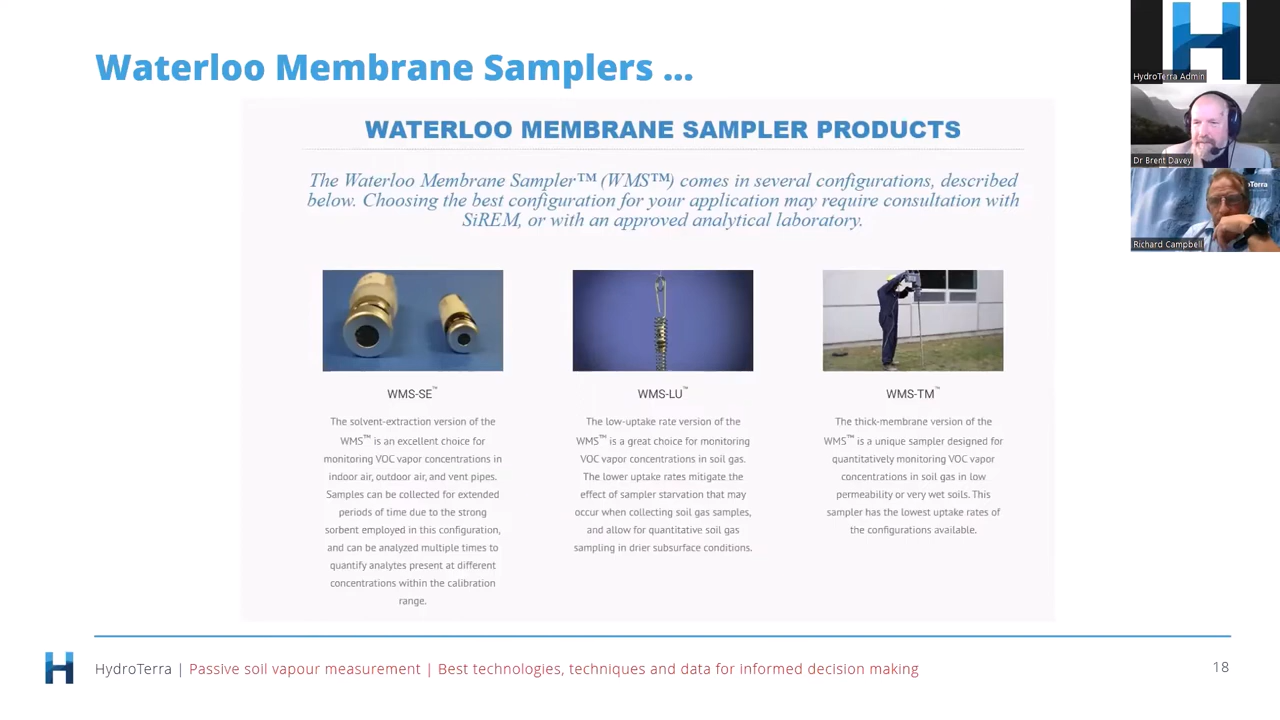 Waterloo Membrane Samplers ...
WATERLOO MEMBRANE SAMPLER PRODUCTS
The Waterloo Membrane Sampler™ (WMS™) comes in several configurations, described
below. Choosing the best configuration for your application may require consultation with
SiREM, or with an approved analytical laboratory.
WMS-SE™
The solvent-extraction version of the
WMS™ is an excellent choice for
monitoring VOC vapor concentrations in
indoor air, outdoor air, and vent pipes.
Samples can be collected for extended
periods of time due to the strong
sorbent employed in this configuration,
and can be analyzed multiple times to
quantify analytes present at different
concentrations within the calibration
range.
WMS-LU™
The low-uptake rate version of the
WMS™ is a great choice for monitoring
VOC vapor concentrations in soil gas.
The lower uptake rates mitigate the
effect of sampler starvation that may
occur when collecting soil gas samples,
and allow for quantitative soil gas
sampling in drier subsurface conditions.
WMS-TM™
The thick-membrane version of the
WMS™ is a unique sampler designed for
quantitatively monitoring VOC vapor
concentrations in soil gas in low
permeability or very wet soils. This
sampler has the lowest uptake rates of
the configurations available.
HydroTerra | Passive soil vapour measurement | Best technologies, techniques and data for informed decision making
18
HydroTerra Admin
Dr Brent Davey
Richard Campbell